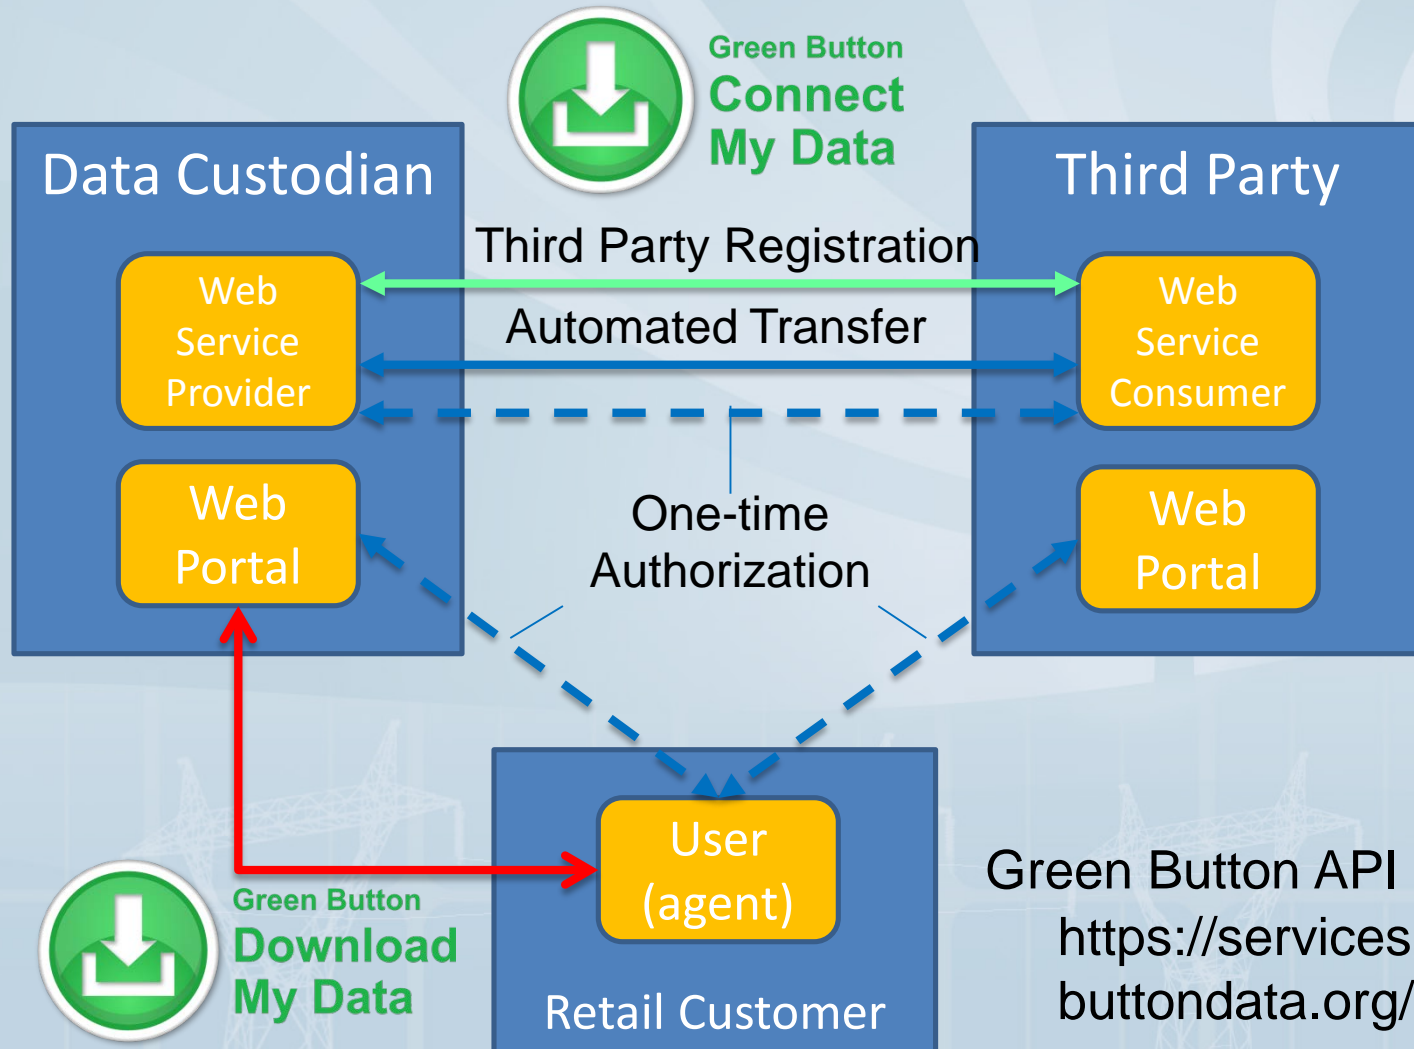 Green Button
Connect
My Data
Data Custodian
Third Party
Third Party Registration
Automated Transfer
Web
Service
Provider
Web
Service
Consumer
One-time
Authorization
Web
Portal
Web
Portal
User
(agent)
Retail Customer
Green Button
Download
My Data
Green Button API
https://services
buttondata.org/